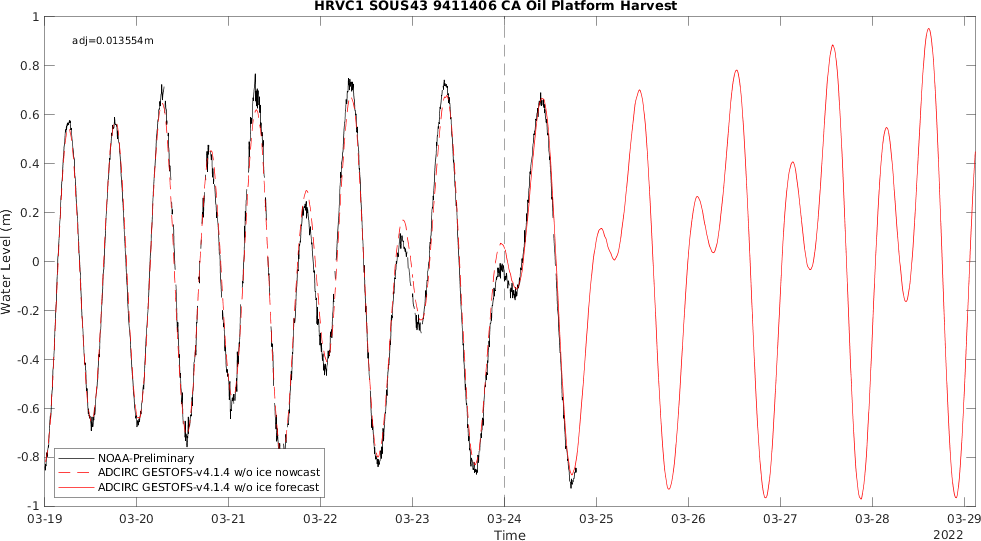 HRVC1 SOUS43 9411406 CA Oil Platform Harvest
adj=0.013554m
1
0.8
0.6
0.4
0.2
0
-0.2
-0.4
-0.6
-0.8
-1
Water Level (m)
NOAA-Preliminary
ADCIRC GESTOFS-v4.1.4 w/o ice nowcast
ADCIRC GESTOFS-v4.1.4 w/o ice forecast
03-19 03-20 03-21 03-22 03-23 03-24 03-25 03-26 03-27 03-28 03-29
Time
2022